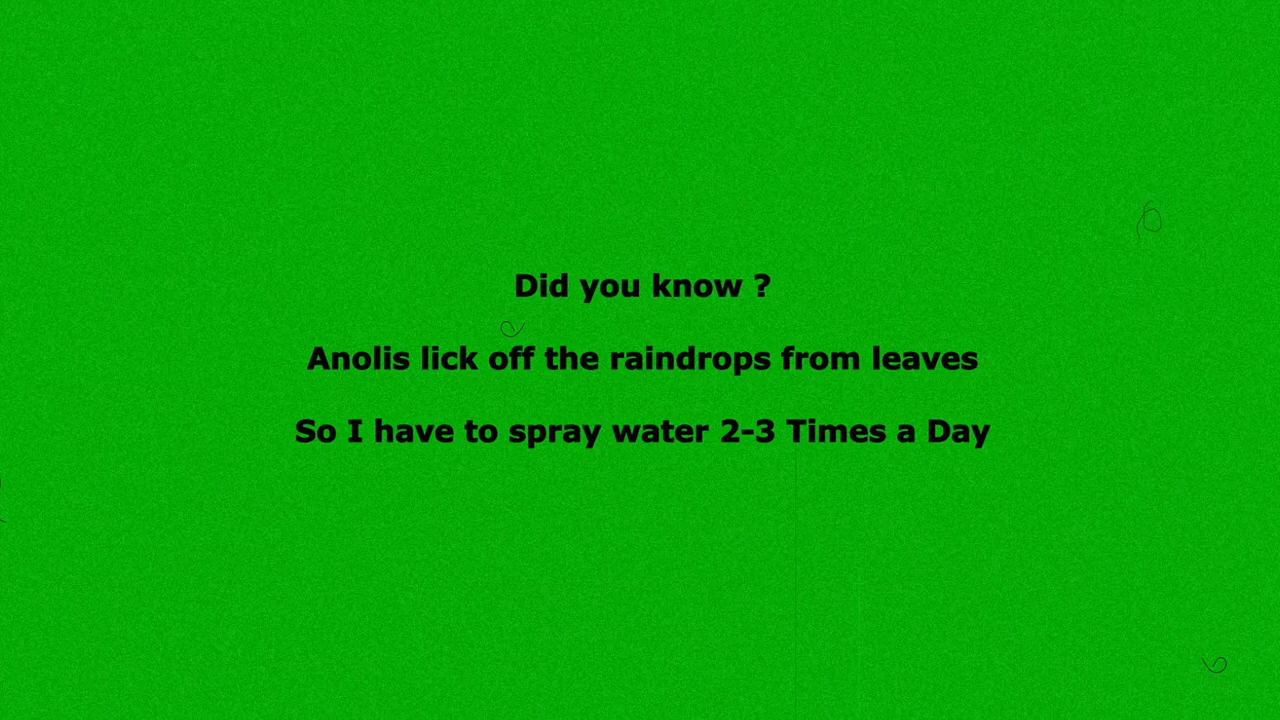 Did you know ?
Anolis lick off the raindrops from leaves
So I have to spray water 2-3 Times a Day